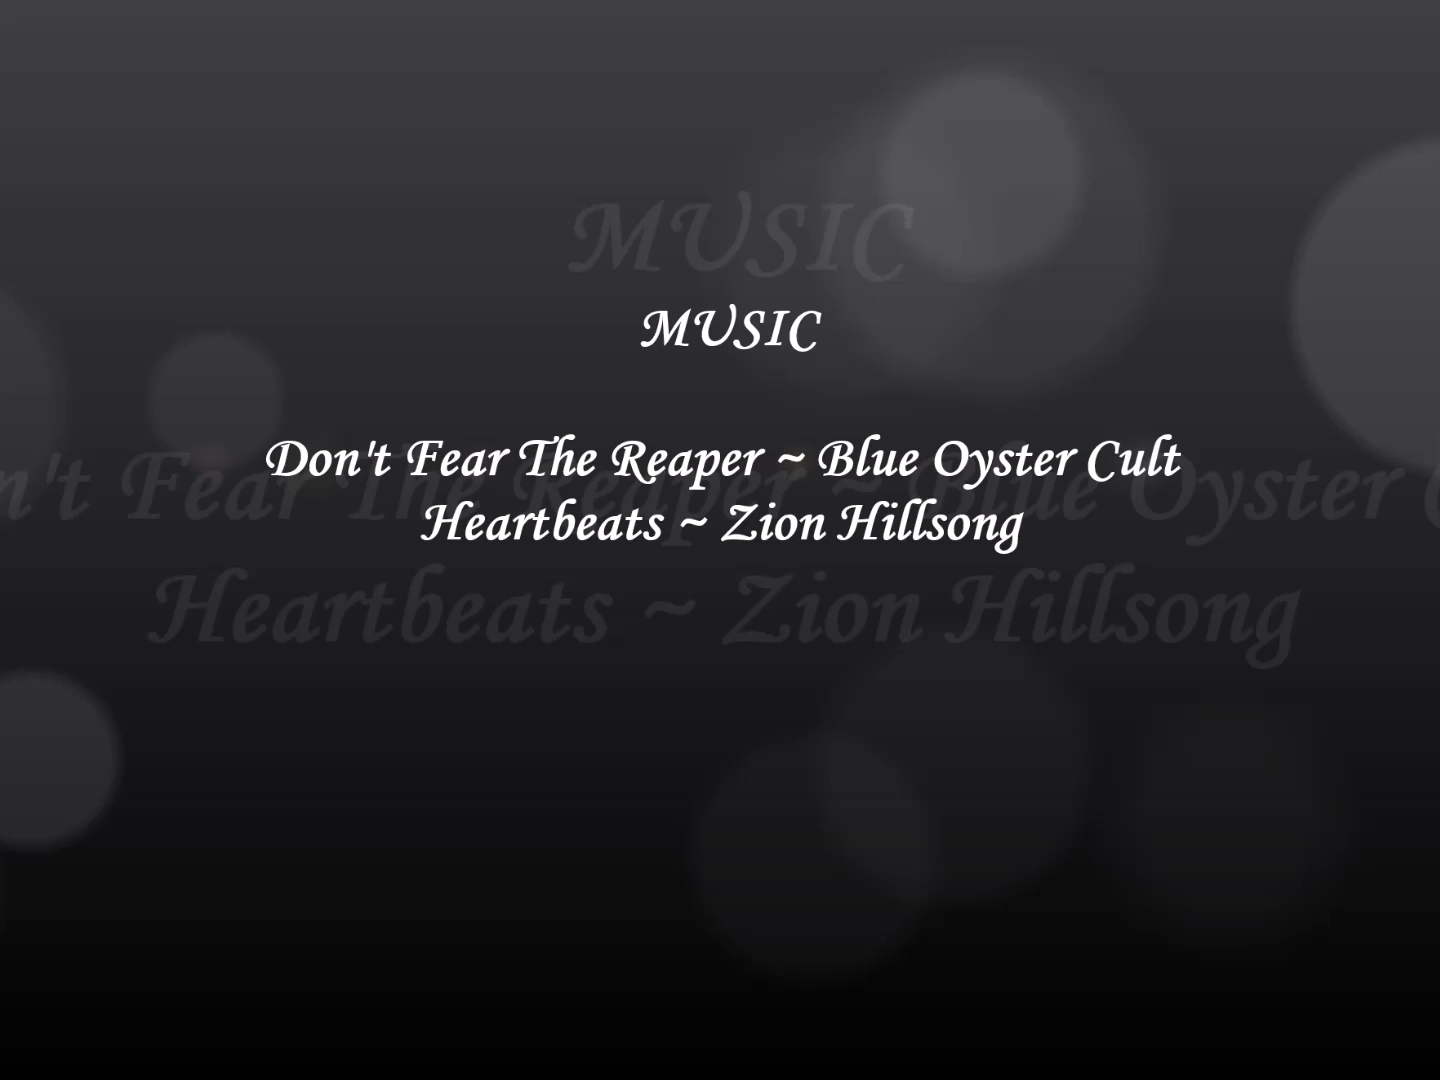 MUSIC
Don't Fear The Reaper ~ Blue Oyster Cult
Heartbeats ~ Zion Hillsong